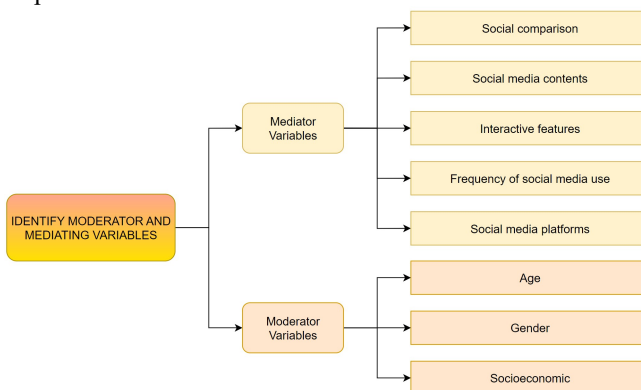 Social comparison
Social media contents
Mediator
Variables
Interactive features
Frequency of social media use
IDENTIFY MODERATOR AND
MEDIATING VARIABLES
Social media platforms
Age
Moderator
Variables
Gender
Socioeconomic